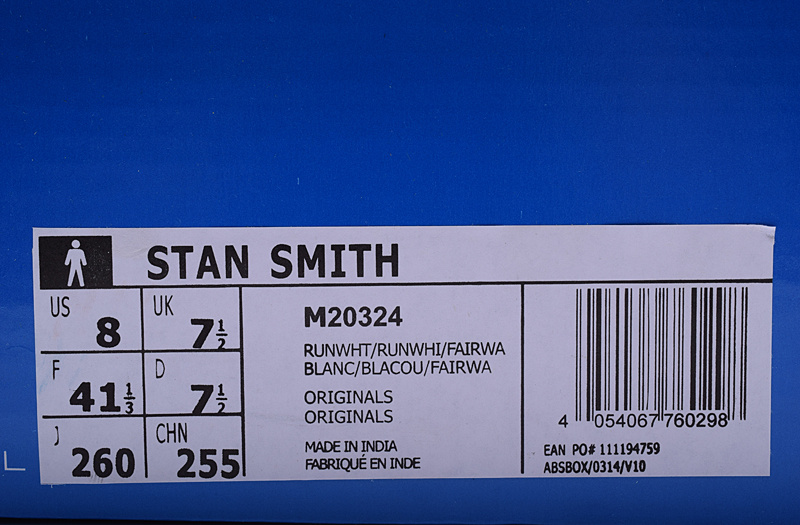 STAN SMITH
US 8
UK 7½
F 41⅓
D 7½
J 260
CHN 255
M20324
RUNWHT/RUNWHI/FAIRWA
BLANC/BLACOU/FAIRWA
ORIGINALS
ORIGINALS
MADE IN INDIA
FABRIQUÉ EN INDE
4 054067 760298
EAN PO# 111194759
ABSBOX/0314/V10